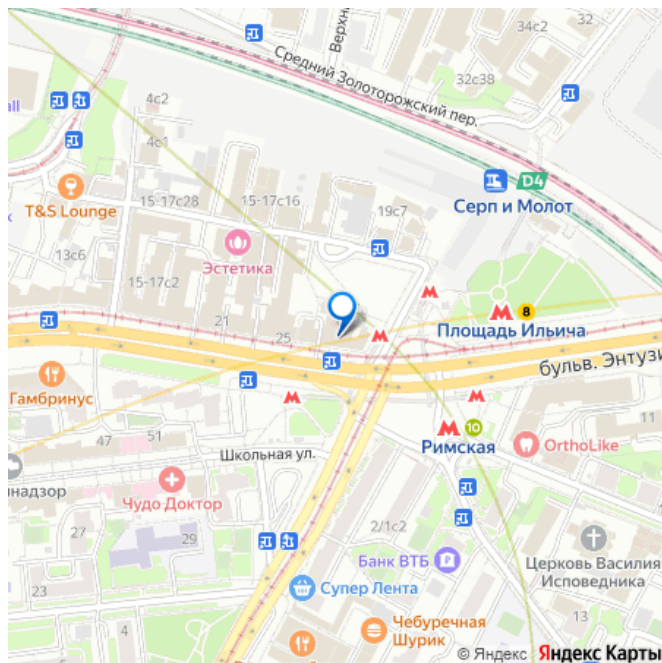 Средний Золоторожский пер.
Верхн
32
32с38
4с2
all
4с1
D4
Серп и Молот
T&S Lounge
15-17с28
15-17с16
19с7
13с6
Эстетика
15-17с2
21
25
8
Площадь Ильича
бульв. Энтузи
Гамбринус
10
Римская
OrthoLike
47
51
Школьная ул.
инадзор
Чудо Доктор
27
29
2/1с2
Банк ВТБ
Церковь Василия
Исповедника
23
Супер Лента
4
13
Чебуречная
Шурик
© Яндекс Яндекс Карты